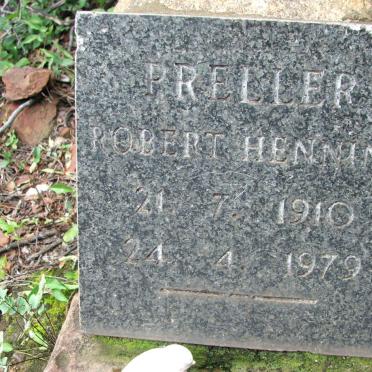 PRELLER
ROBERT HENNIN
21. 7. 1910
24. 4. 1979